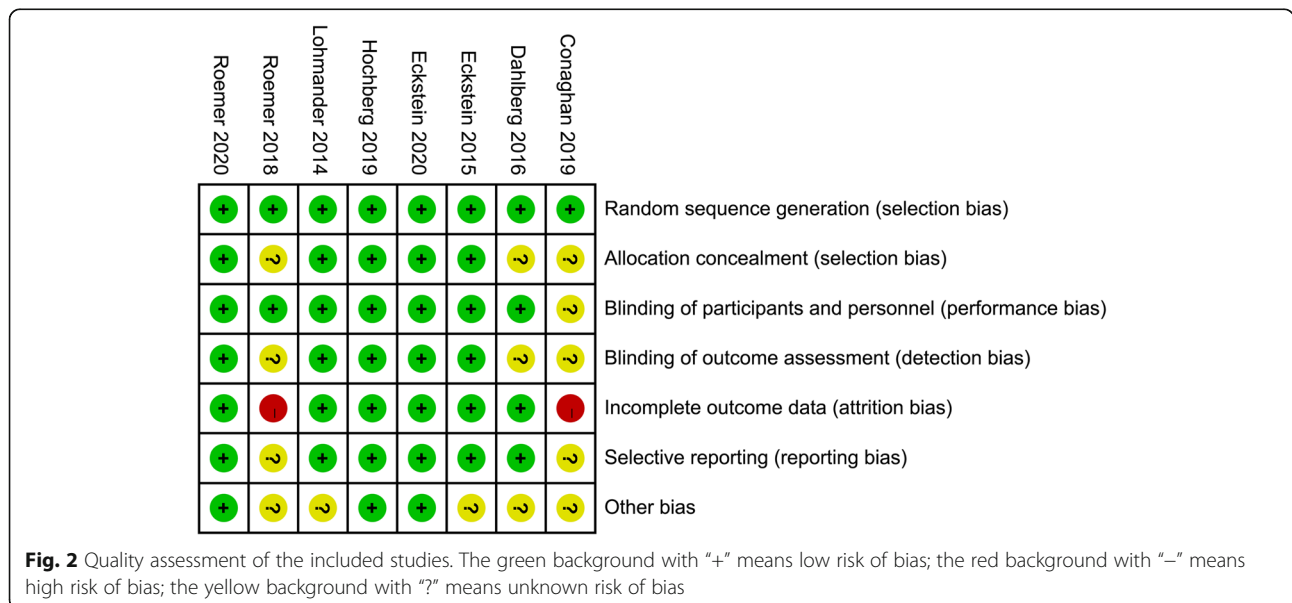 Roemer 2020
Roemer 2018
Lohmander 2014
Hochberg 2019
Eckstein 2020
Eckstein 2015
Dahlberg 2016
Conaghan 2019
+ + + + + + + + Random sequence generation (selection bias)
+ ? + + + + ? ? Allocation concealment (selection bias)
+ + + + + + + ? Blinding of participants and personnel (performance bias)
+ ? + + + + ? ? Blinding of outcome assessment (detection bias)
+ – + + + + + – Incomplete outcome data (attrition bias)
+ ? + + + + + ? Selective reporting (reporting bias)
+ ? ? + + ? ? ? Other bias
Fig. 2 Quality assessment of the included studies. The green background with “+” means low risk of bias; the red background with “–” means
high risk of bias; the yellow background with “?” means unknown risk of bias